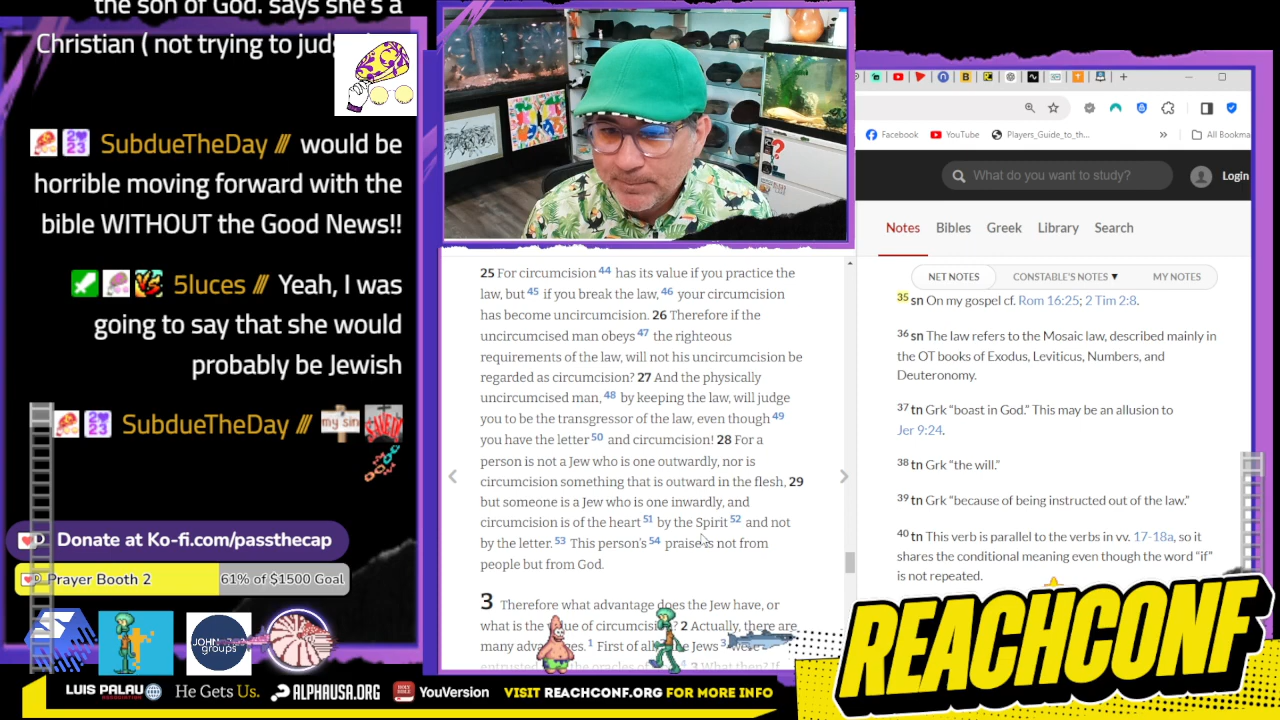 the son of God. says she's a
Christian ( not trying to judg
SubdueTheDay /// would be
horrible moving forward with the
bible WITHOUT the Good News!!
5luces /// Yeah, I was
going to say that she would
probably be Jewish
SubdueTheDay /// my sin
Donate at Ko-fi.com/passthecap
Prayer Booth 2 61% of $1500 Goal
JOHN
groups
25 For circumcision 44 has its value if you practice the
law, but 45 if you break the law, 46 your circumcision
has become uncircumcision. 26 Therefore if the
uncircumcised man obeys 47 the righteous
requirements of the law, will not his uncircumcision be
regarded as circumcision? 27 And the physically
uncircumcised man, 48 by keeping the law, will judge
you to be the transgressor of the law, even though 49
you have the letter 50 and circumcision! 28 For a
person is not a Jew who is one outwardly, nor is
circumcision something that is outward in the flesh, 29
but someone is a Jew who is one inwardly, and
circumcision is of the heart 51 by the Spirit 52 and not
by the letter. 53 This person's 54 praise is not from
people but from God.
3 Therefore what advantage does the Jew have, or
what is the value of circumcision? 2 Actually, there are
many advantages. 1 First of all, the Jews 3 were
entrusted the oracles of 3 What then? If
Facebook YouTube Players_Guide_to_th... » All Bookma
What do you want to study? Login
Notes Bibles Greek Library Search
NET NOTES CONSTABLE'S NOTES ▼ MY NOTES
35 sn On my gospel cf. Rom 16:25; 2 Tim 2:8.
36 sn The law refers to the Mosaic law, described mainly in
the OT books of Exodus, Leviticus, Numbers, and
Deuteronomy.
37 tn Grk “boast in God.” This may be an allusion to
Jer 9:24.
38 tn Grk “the will.”
39 tn Grk “because of being instructed out of the law.”
40 tn This verb is parallel to the verbs in vv. 17-18a, so it
shares the conditional meaning even though the word “if”
is not repeated.
REACHCONF
LUIS PALAU He Gets Us. ALPHAUSA.ORG HOLY BIBLE YouVersion VISIT REACHCONF.ORG FOR MORE INFO